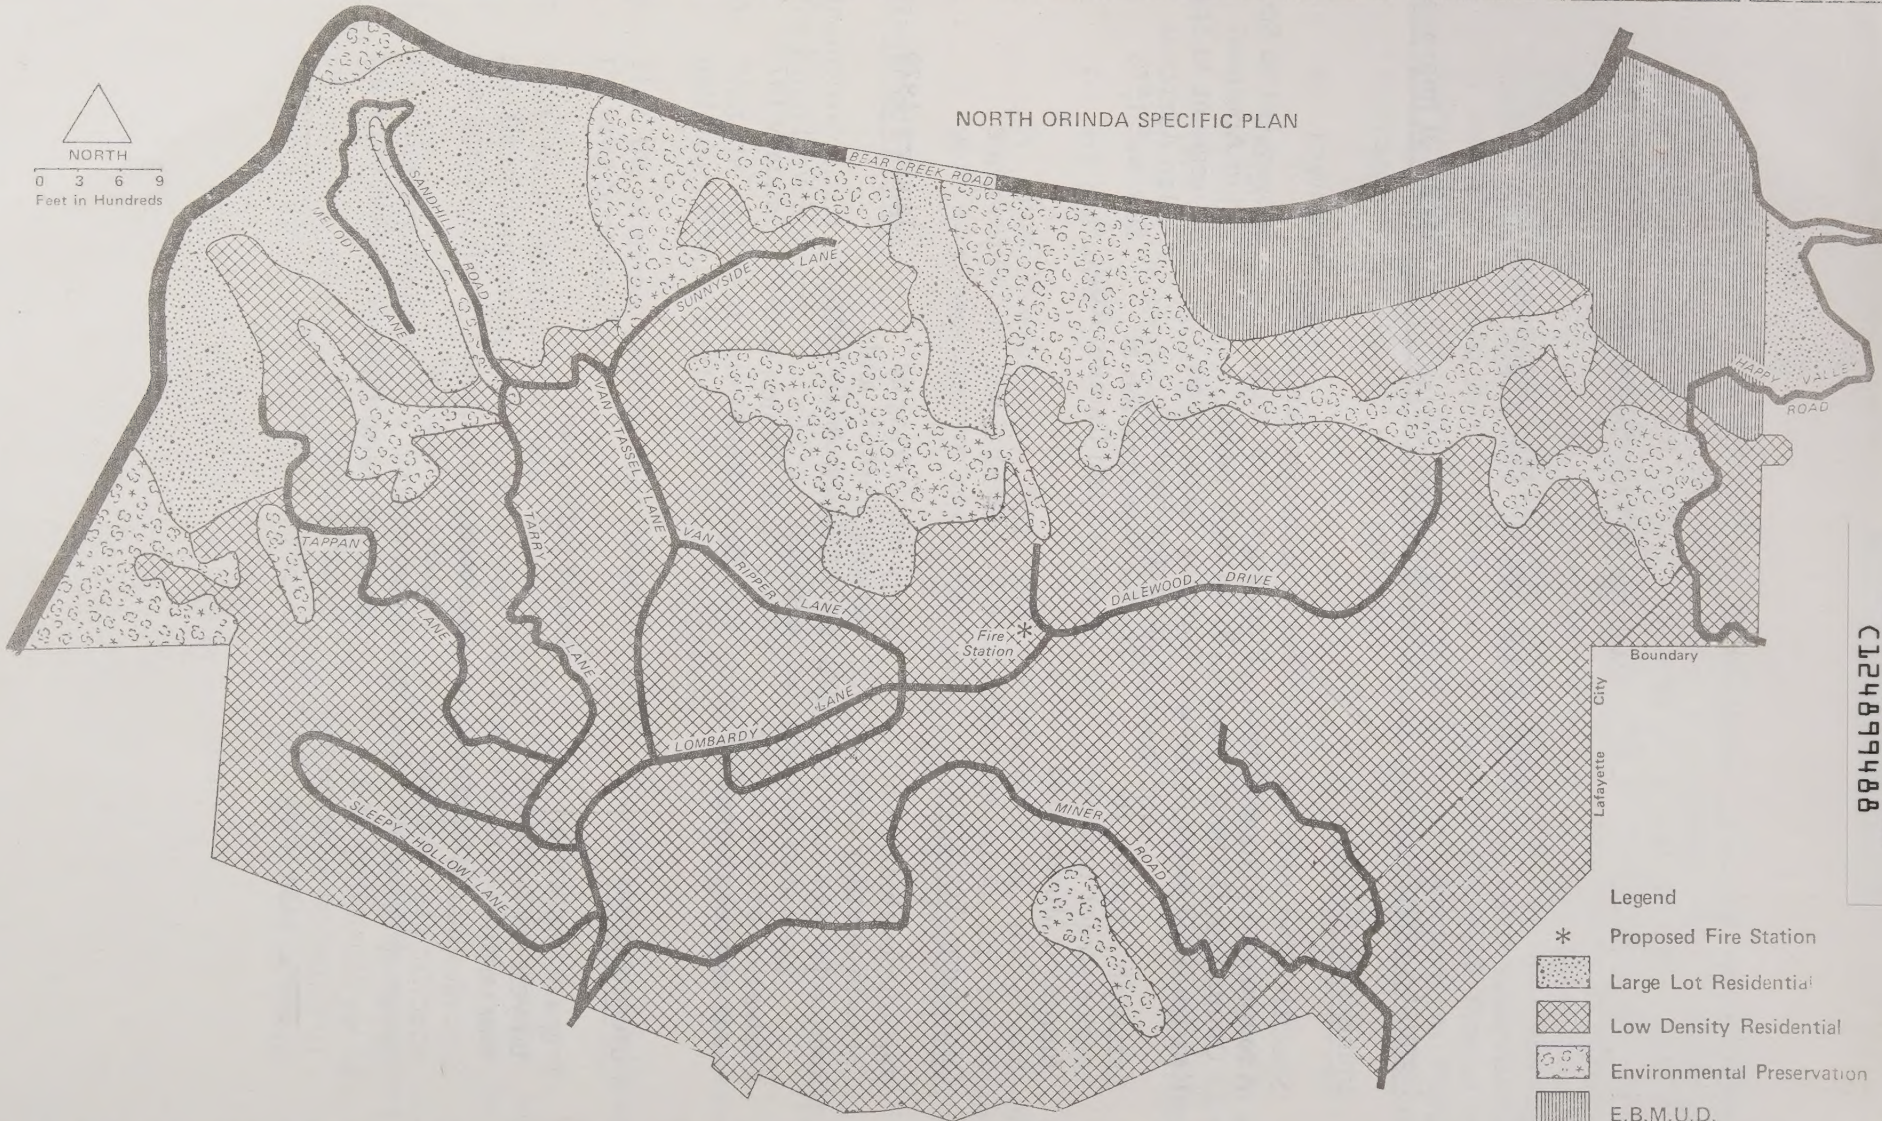 NORTH ORINDA SPECIFIC PLAN
NORTH
0 3 6 9
Feet in Hundreds
BEAR CREEK ROAD
SANDHILL ROAD
LANE
SUNNYSIDE LANE
VAN TASSEL LANE
HAPPY VALLEY
ROAD
TAPPAN
LANE
TARRY
LANE
VAN
RIPPER
LANE
DALEWOOD DRIVE
Fire
Station
*
LOMBARDY LANE
SLEEPY HOLLOW LANE
MINER
ROAD
Boundary
City
Lafayette
C124899488
Legend
* Proposed Fire Station
Large Lot Residential
Low Density Residential
Environmental Preservation
E.B.M.U.D.